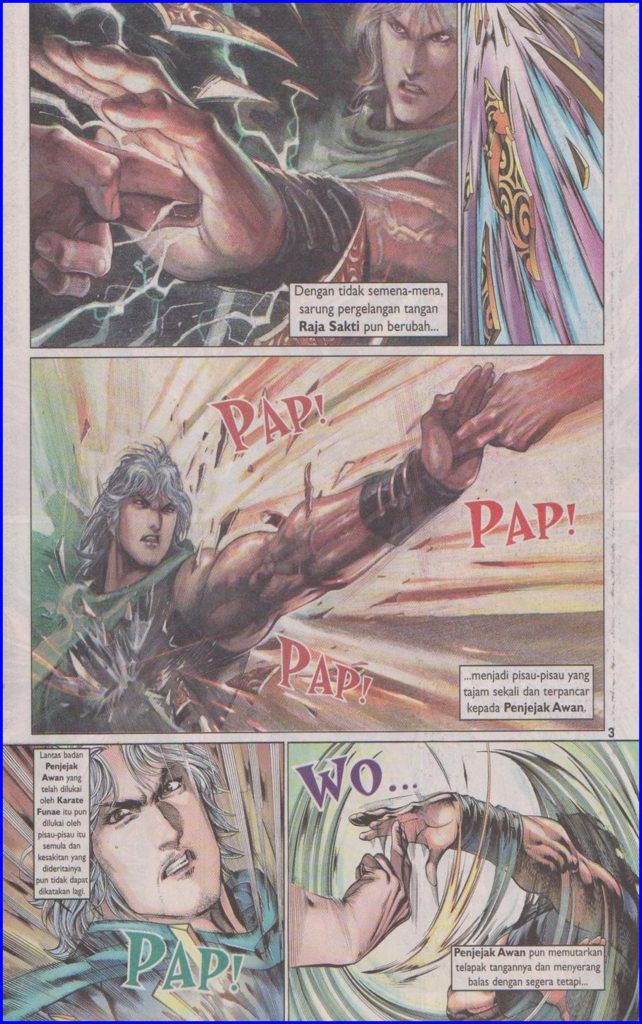 Dengan tidak semena-mena,
sarung pergelangan tangan
Raja Sakti pun berubah...
PAP!
PAP!
PAP!
...menjadi pisau-pisau yang
tajam sekali dan terpancar
kepada Penjejak Awan.
3
Lantas badan
Penjejak
Awan yang
telah dilukai
oleh Karate
Funae itu pun
dilukai oleh
pisau-pisau itu
semula dan
kesakitan yang
dideritainya
pun tidak dapat
dikatakan lagi.
PAP!
WO...
Penjejak Awan pun memutarkan
telapak tangannya dan menyerang
balas dengan segera tetapi...